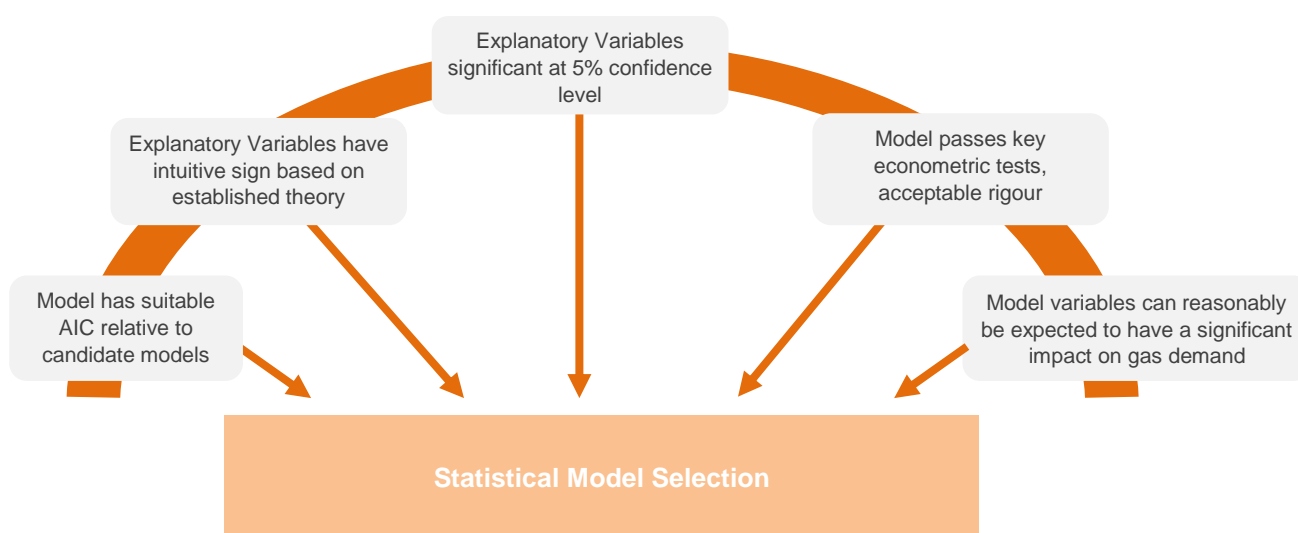 Explanatory Variables
significant at 5% confidence
level
Explanatory Variables have
intuitive sign based on
established theory
Model passes key
econometric tests,
acceptable rigour
Model has suitable
AIC relative to
candidate models
Model variables can reasonably
be expected to have a significant
impact on gas demand
Statistical Model Selection